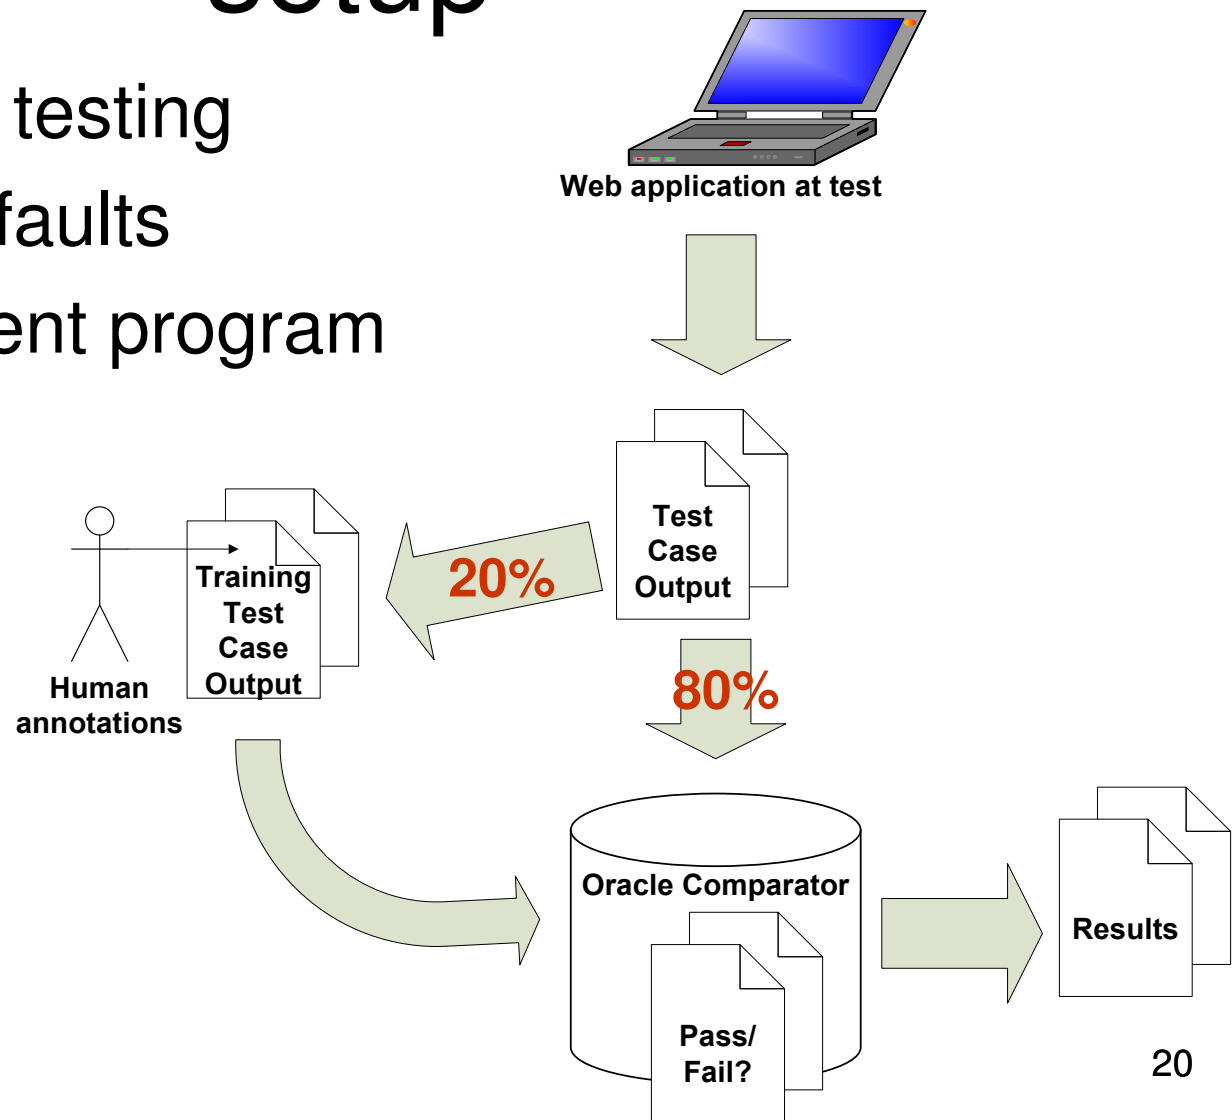 setup
testing
faults
ent program
Web application at test
Test
Case
Output
20%
Training
Test
Case
Output
Human
annotations
80%
Oracle Comparator
Pass/
Fail?
Results
20